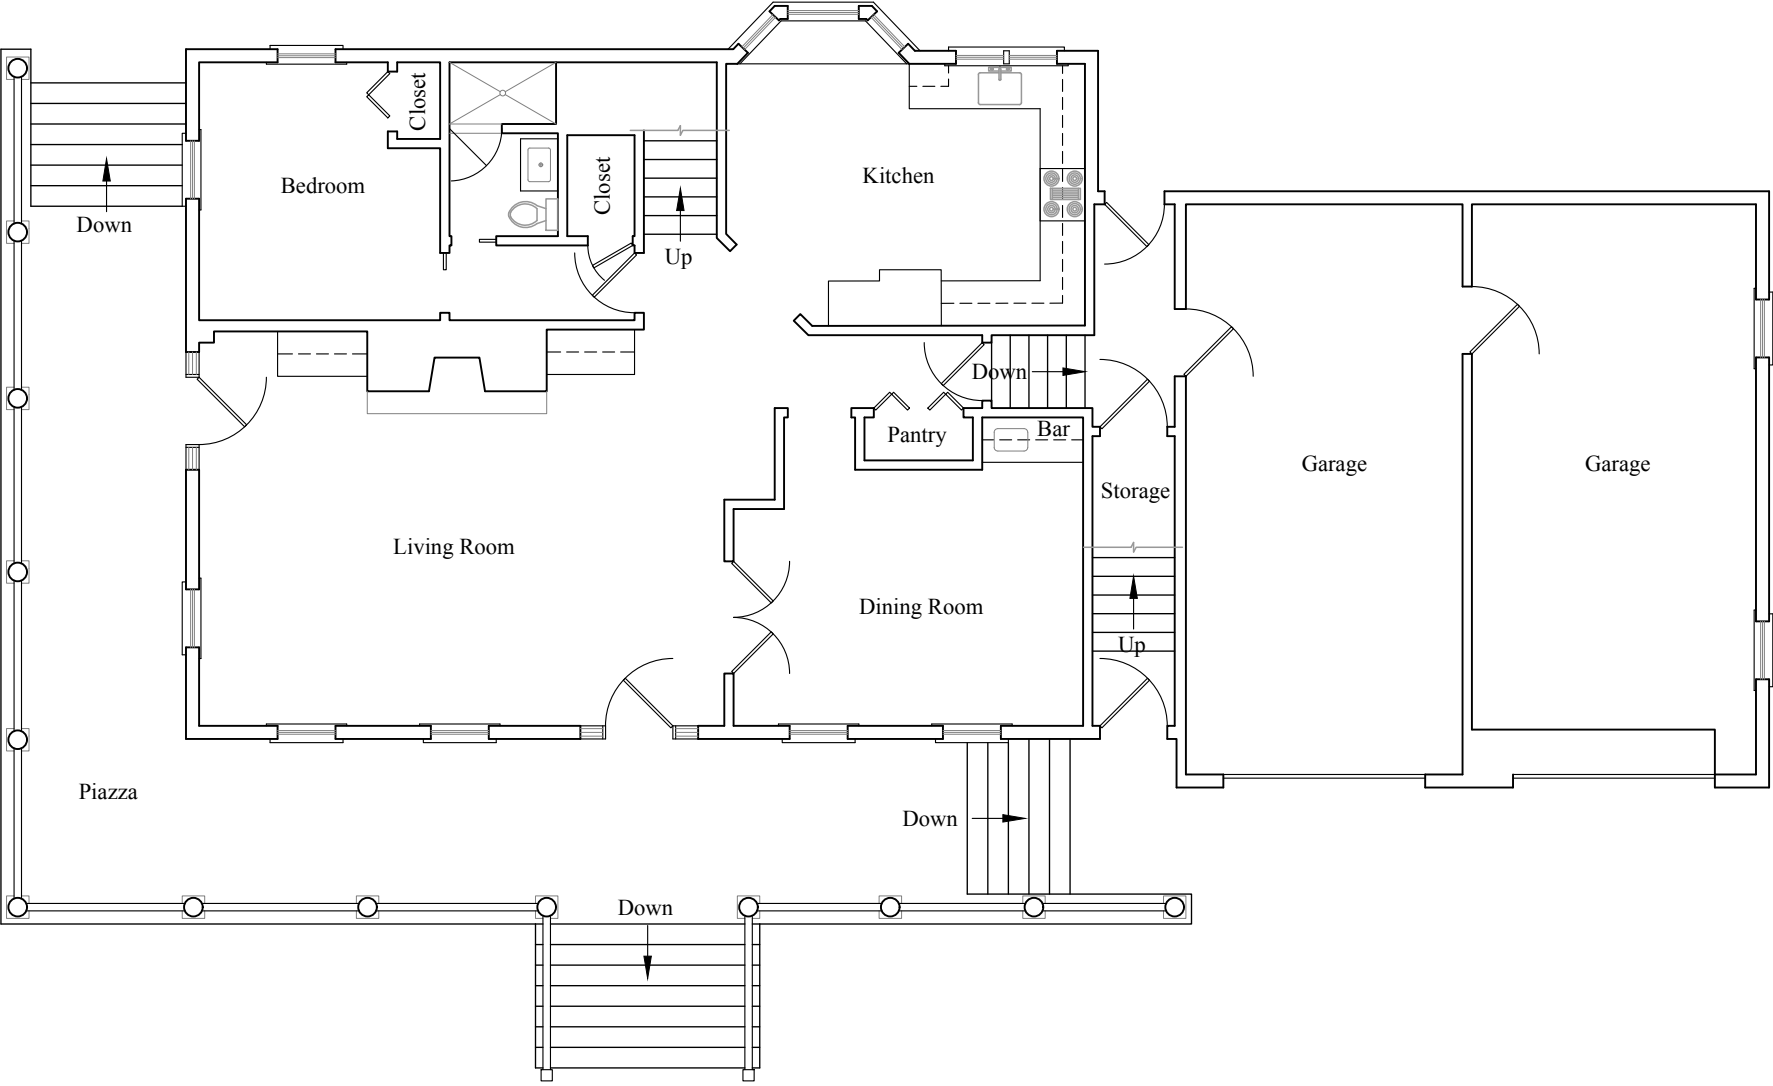 Closet
Kitchen
Bedroom
Closet
Down
Up
Down
Bar
Pantry
Garage
Garage
Storage
Living Room
Dining Room
Up
Piazza
Down
Down